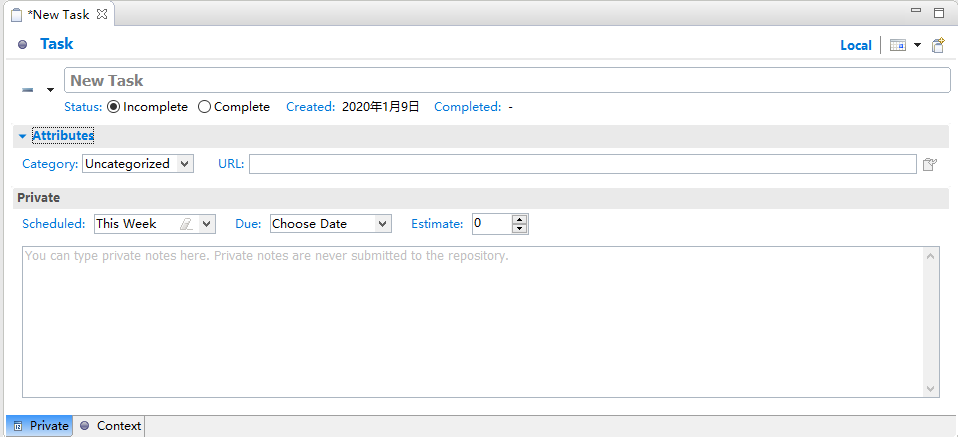 *New Task
Task
Local
New Task
Status: Incomplete Complete Created: 2020年1月9日 Completed: -
Attributes
Category: Uncategorized URL:
Private
Scheduled: This Week Due: Choose Date Estimate: 0
You can type private notes here. Private notes are never submitted to the repository.
Private Context